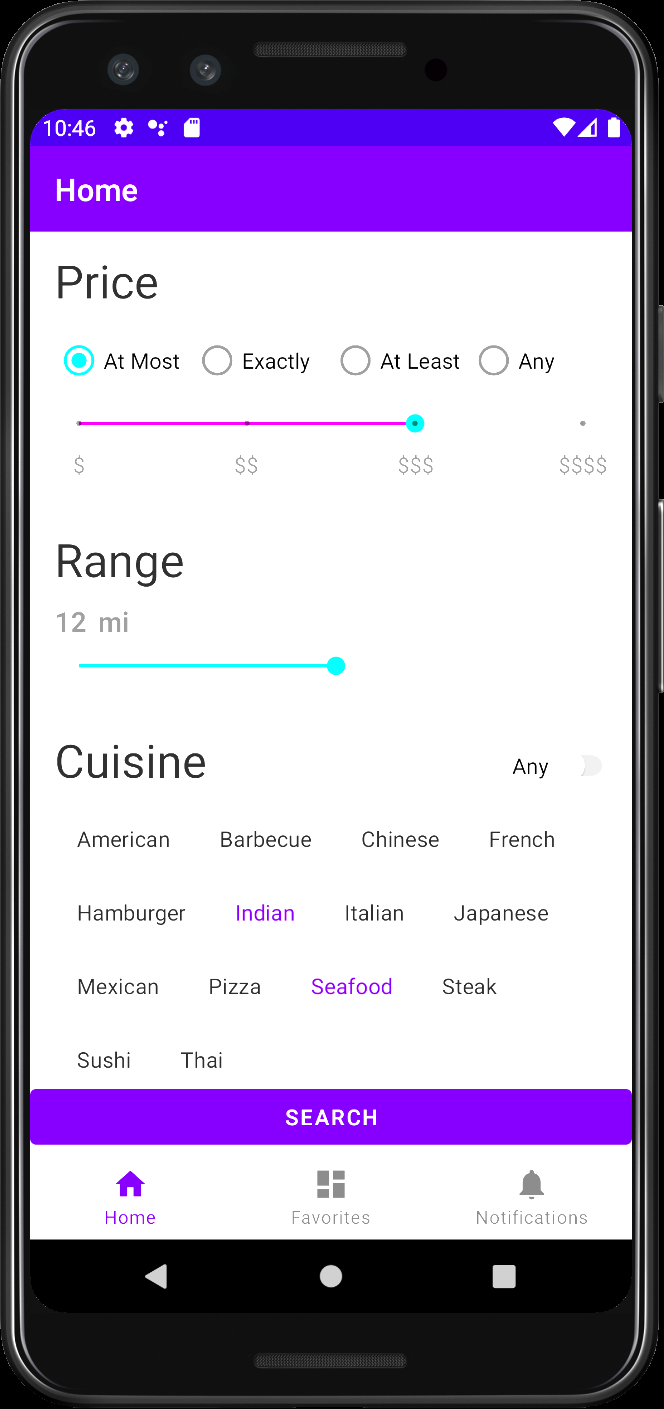 10:46
Home
Price
At Most Exactly At Least Any
$ $$ $$$ $$$$
Range
12 mi
Cuisine Any
American Barbecue Chinese French
Hamburger Indian Italian Japanese
Mexican Pizza Seafood Steak
Sushi Thai
SEARCH
Home Favorites Notifications